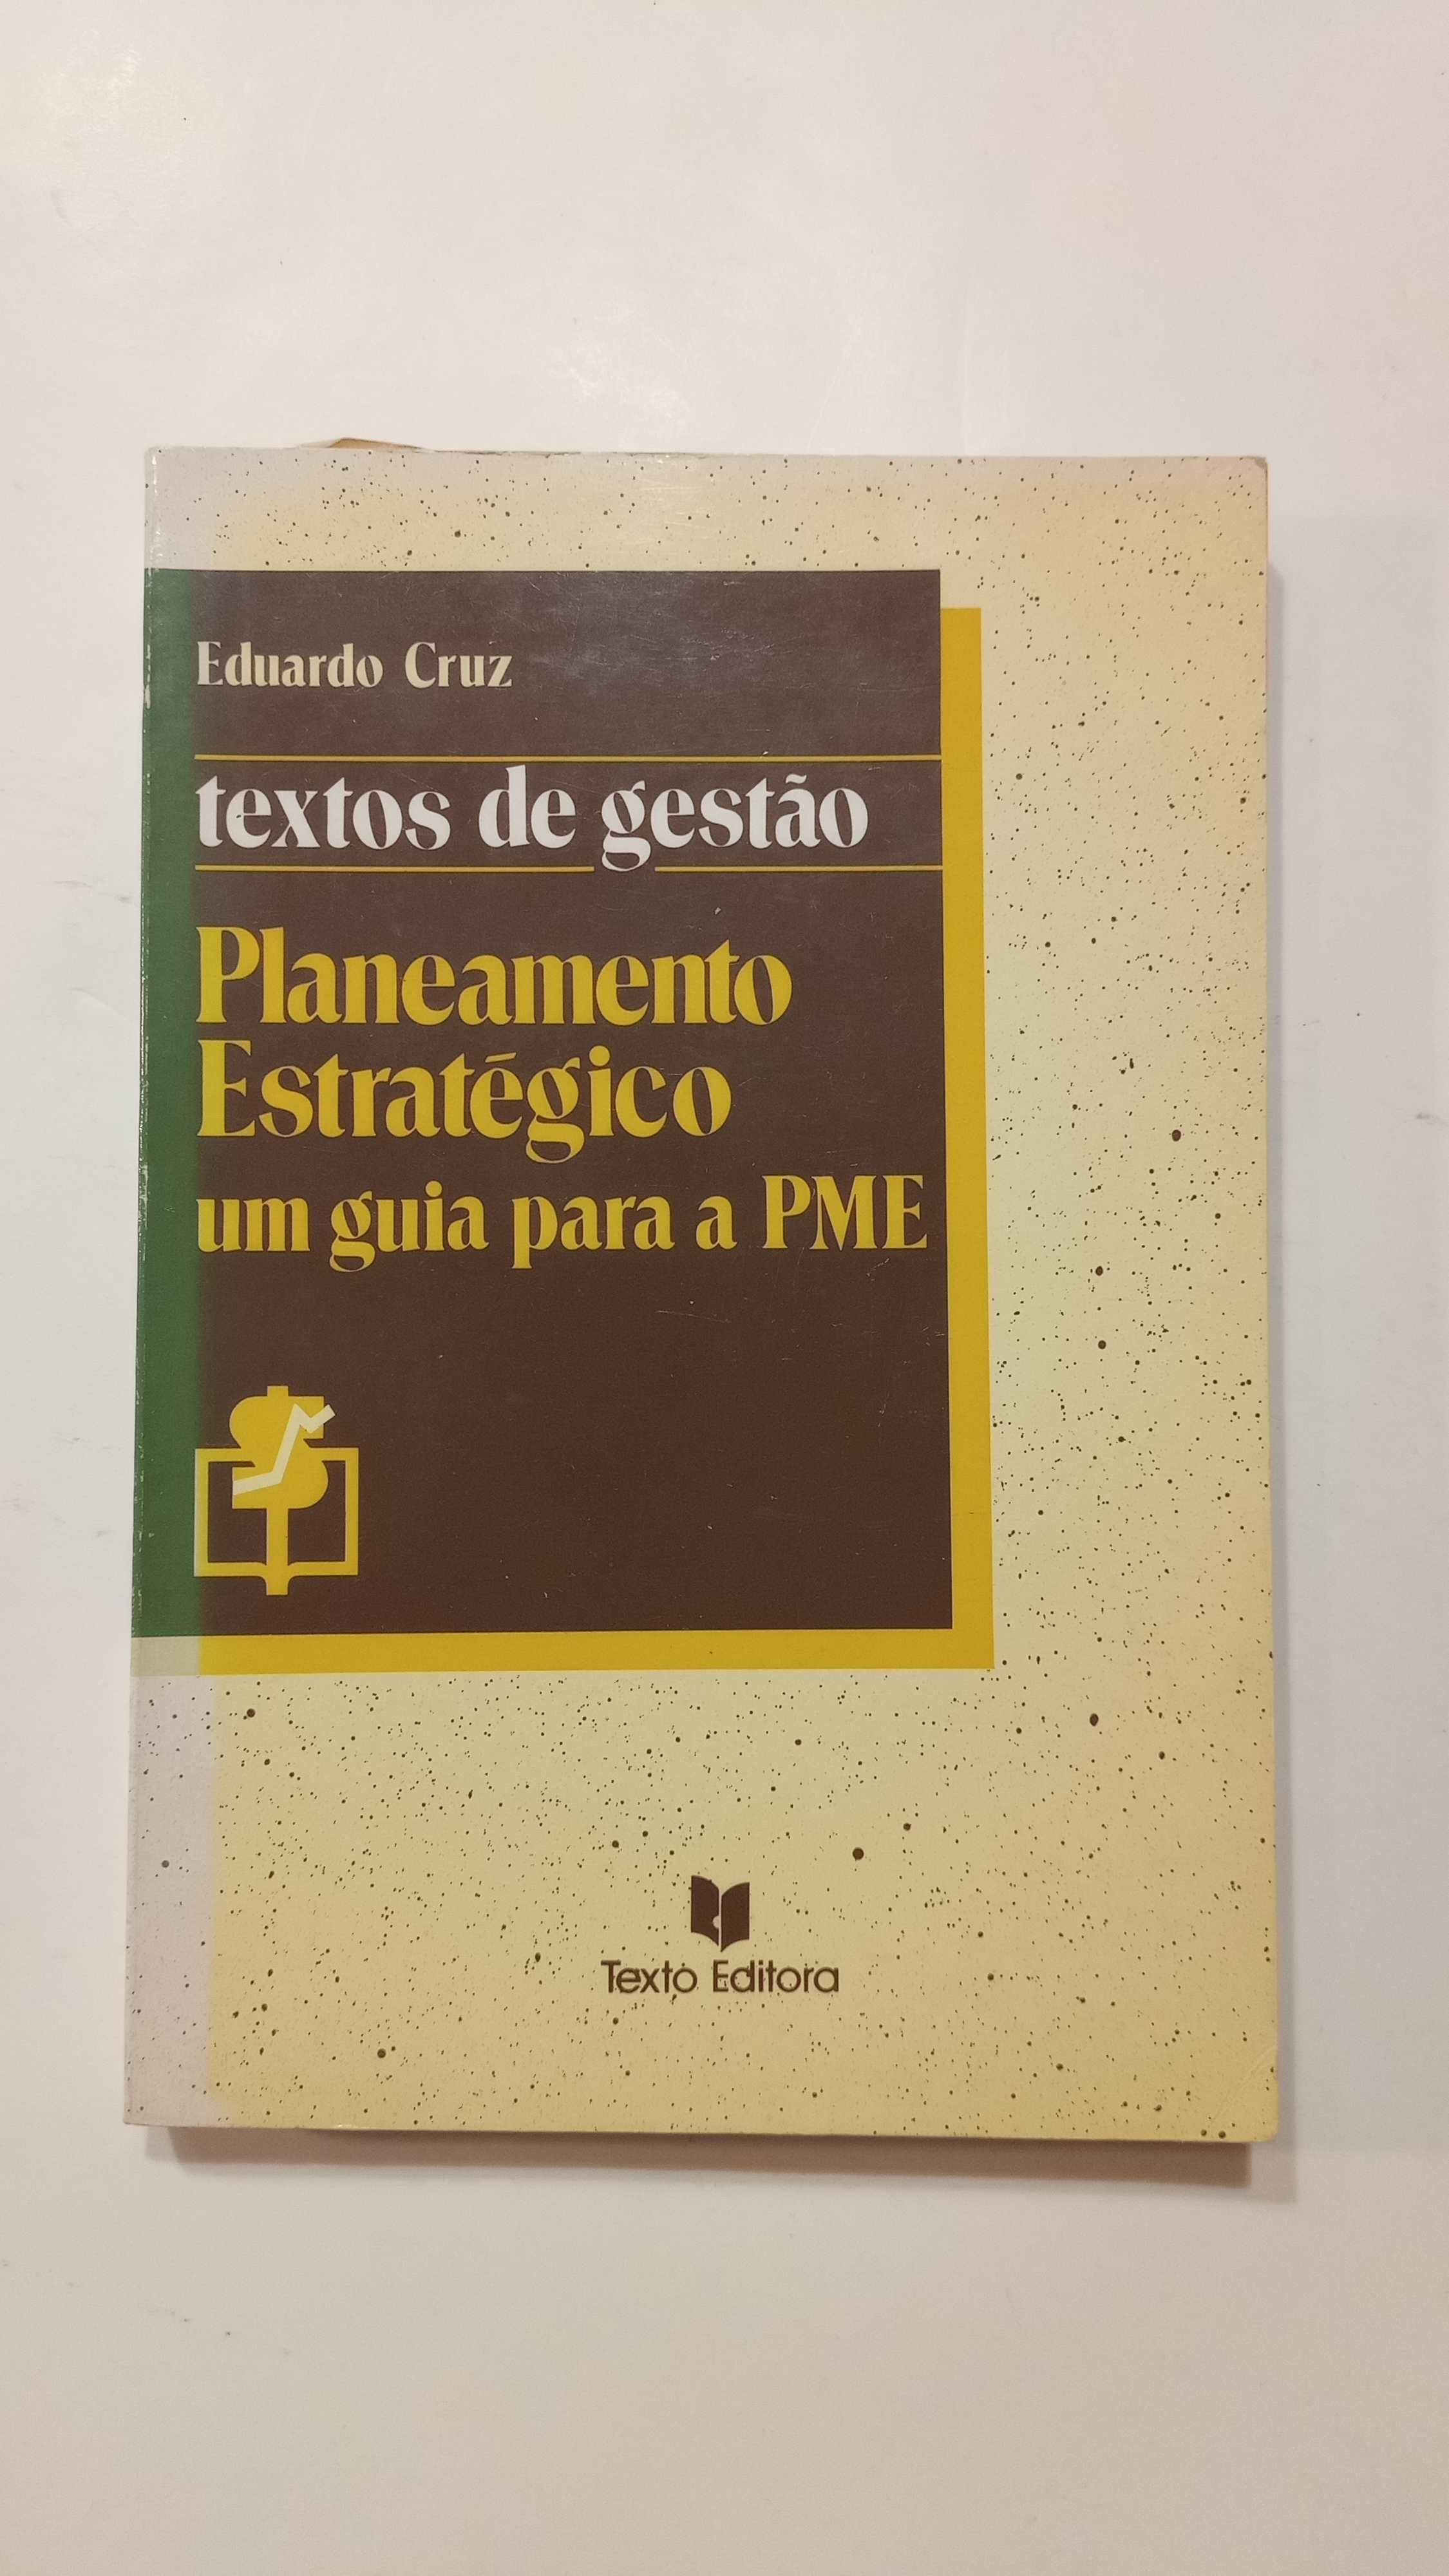 Eduardo Cruz
textos de gestão
Planeamento
Estratégico
um guia para a PME
Texto Editora